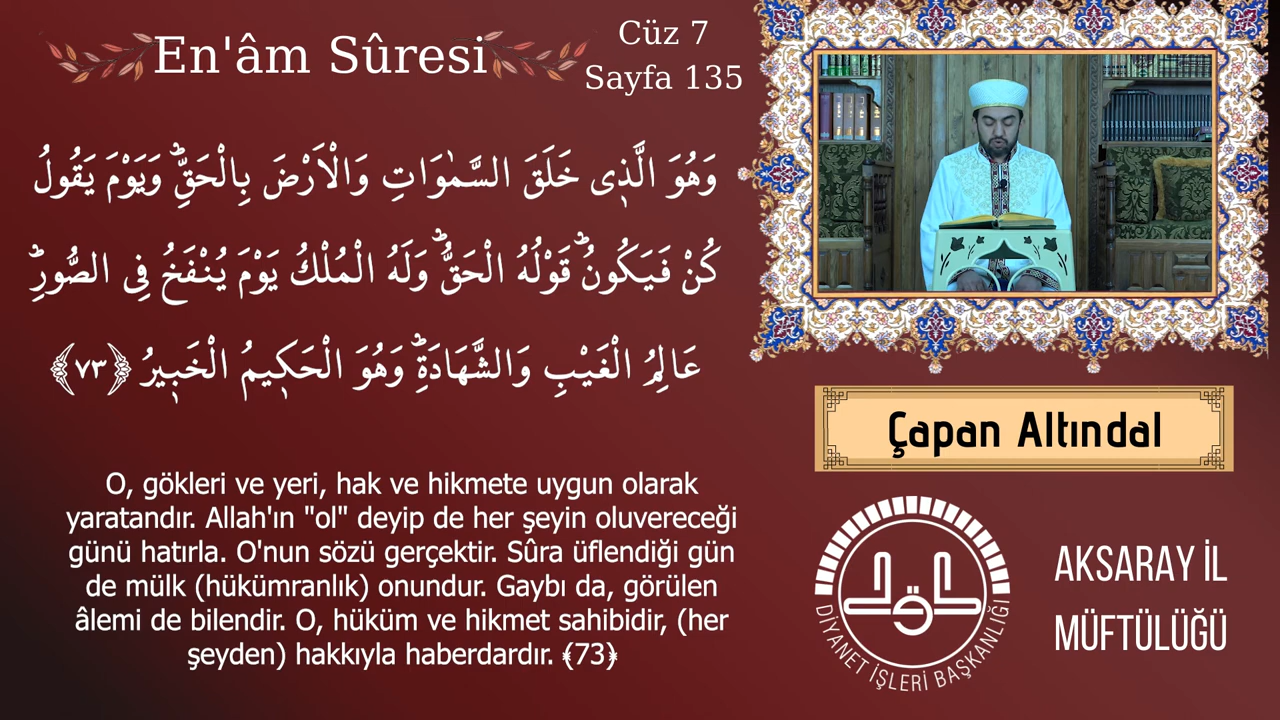 En'âm Sûresi
Cüz 7
Sayfa 135
وَهُوَ الَّذٖى خَلَقَ السَّمٰوَاتِ وَالْاَرْضَ بِالْحَقِّؕ وَيَوْمَ يَقُولُ
كُنْ فَيَكُونُؕ قَوْلُهُ الْحَقُّؕ وَلَهُ الْمُلْكُ يَوْمَ يُنْفَخُ فِى الصُّورِؕ
عَالِمُ الْغَيْبِ وَالشَّهَادَةِؕ وَهُوَ الْحَكٖيمُ الْخَبٖيرُ ﴿٧٣﴾
O, gökleri ve yeri, hak ve hikmete uygun olarak
yaratandır. Allah'ın "ol" deyip de her şeyin oluvereceği
günü hatırla. O'nun sözü gerçektir. Sûra üflendiği gün
de mülk (hükümranlık) onundur. Gaybı da, görülen
âlemi de bilendir. O, hüküm ve hikmet sahibidir, (her
şeyden) hakkıyla haberdardır. ﴾73﴿
Çapan Altındal
DİYANET İŞLERİ BAŞKANLIĞI
AKSARAY İL
MÜFTÜLÜĞÜ